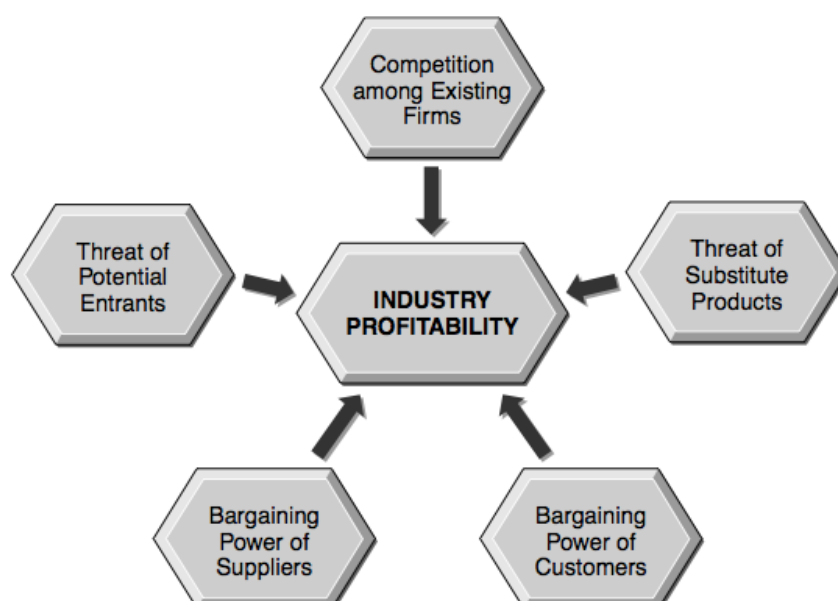 Competition
among Existing
Firms
Threat of
Potential
Entrants
INDUSTRY
PROFITABILITY
Threat of
Substitute
Products
Bargaining
Power of
Suppliers
Bargaining
Power of
Customers